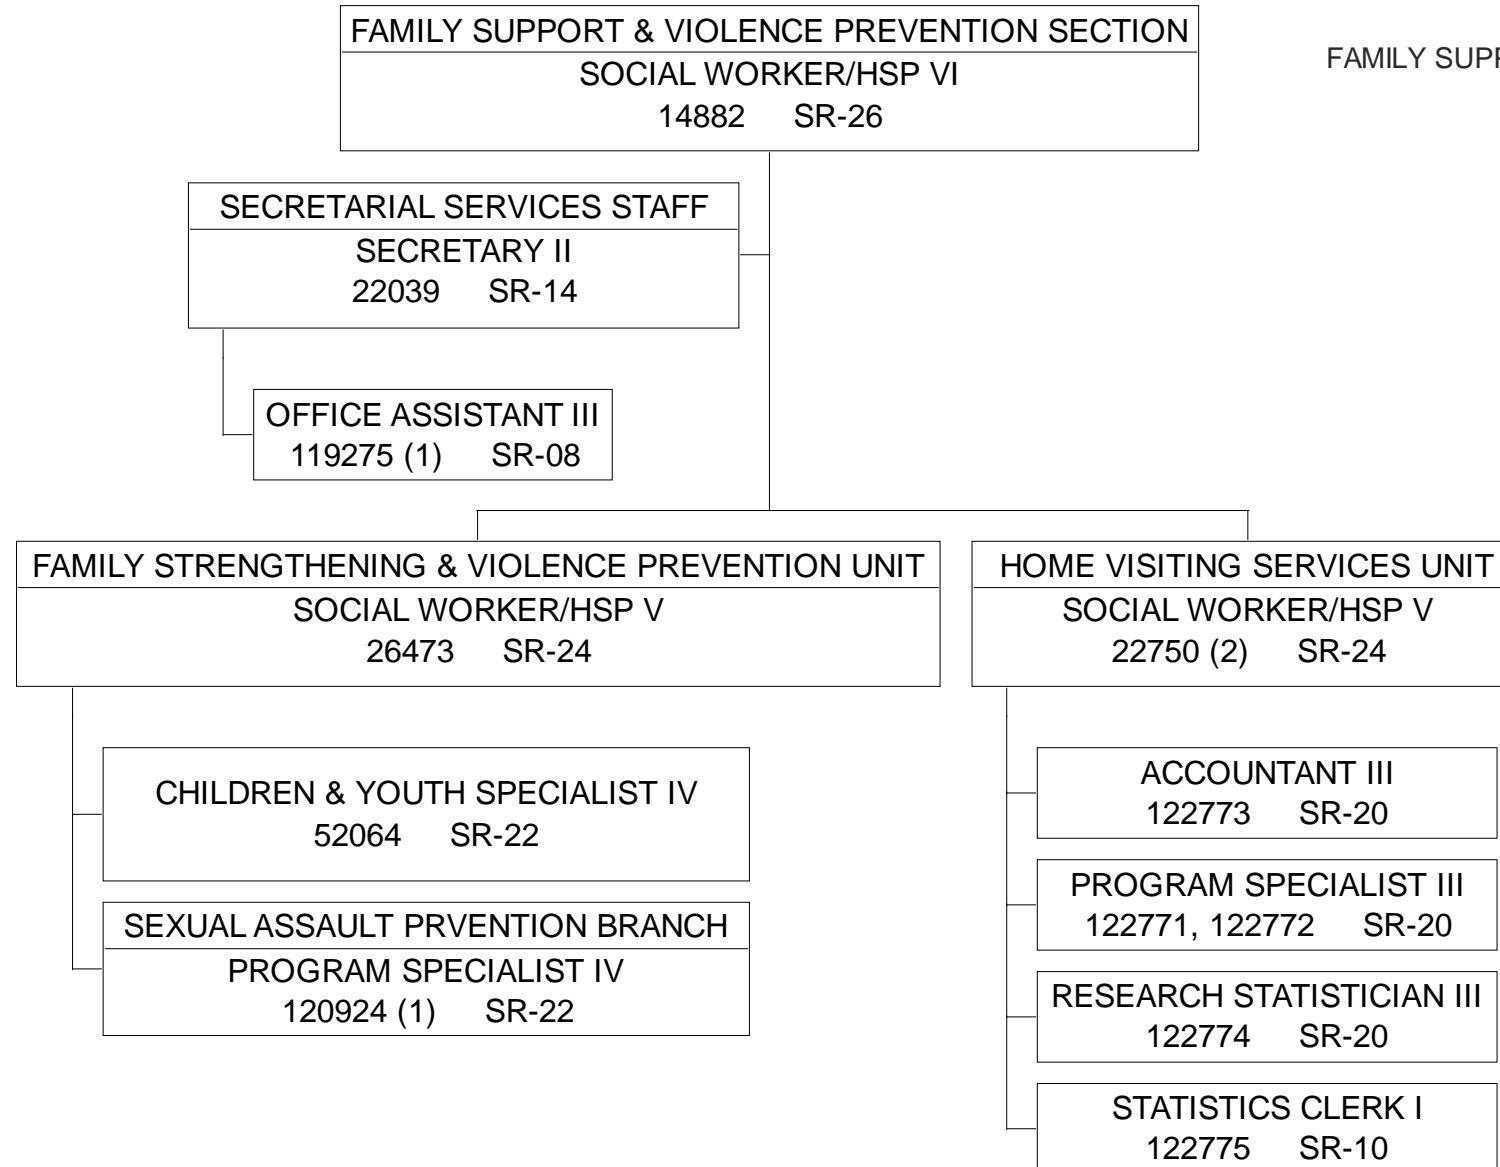 FAMILY SUPPORT & VIOLENCE PREVENTION SECTION
SOCIAL WORKER/HSP VI
14882 SR-26
FAMILY SUPP
SECRETARIAL SERVICES STAFF
SECRETARY II
22039 SR-14
OFFICE ASSISTANT III
119275 (1) SR-08
FAMILY STRENGTHENING & VIOLENCE PREVENTION UNIT
SOCIAL WORKER/HSP V
26473 SR-24
CHILDREN & YOUTH SPECIALIST IV
52064 SR-22
SEXUAL ASSAULT PRVENTION BRANCH
PROGRAM SPECIALIST IV
120924 (1) SR-22
HOME VISITING SERVICES UNIT
SOCIAL WORKER/HSP V
22750 (2) SR-24
ACCOUNTANT III
122773 SR-20
PROGRAM SPECIALIST III
122771, 122772 SR-20
RESEARCH STATISTICIAN III
122774 SR-20
STATISTICS CLERK I
122775 SR-10